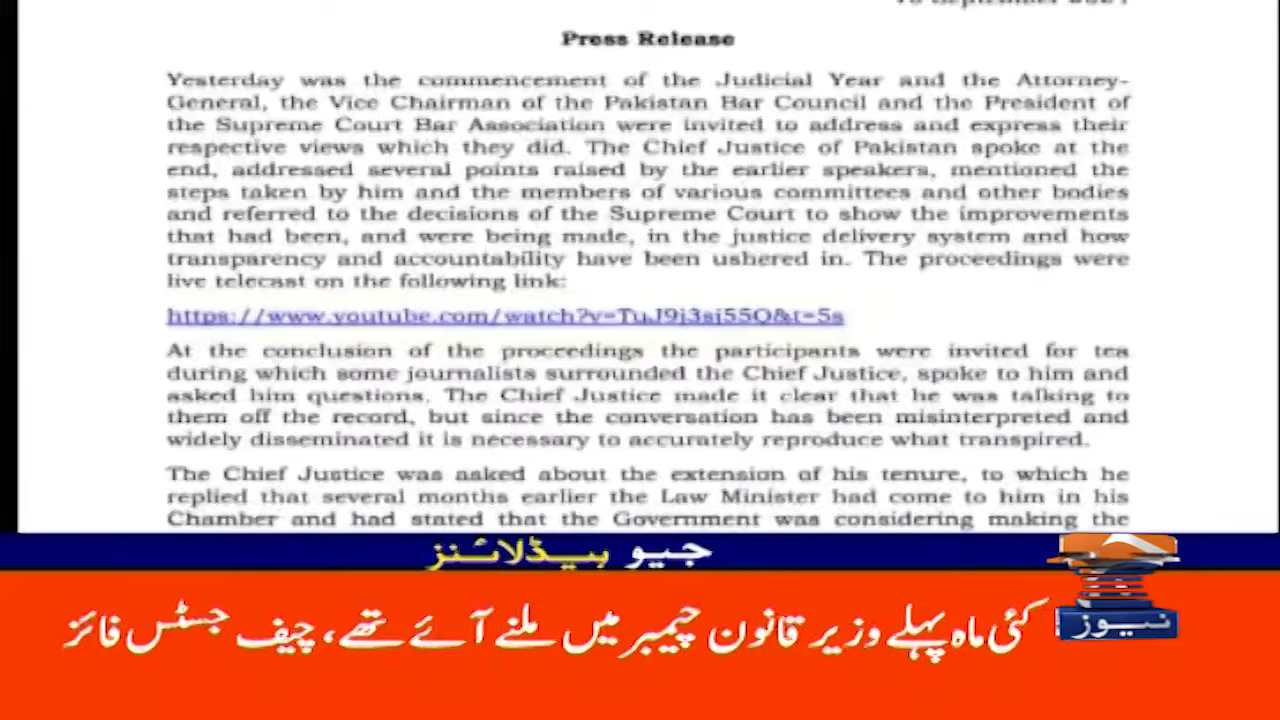 Press Release
Yesterday was the commencement of the Judicial Year and the Attorney-
General, the Vice Chairman of the Pakistan Bar Council and the President of
the Supreme Court Bar Association were invited to address and express their
respective views which they did. The Chief Justice of Pakistan spoke at the
end, addressed several points raised by the earlier speakers, mentioned the
steps taken by him and the members of various committees and other bodies
and referred to the decisions of the Supreme Court to show the improvements
that had been, and were being made, in the justice delivery system and how
transparency and accountability have been ushered in. The proceedings were
live telecast on the following link:
At the conclusion of the proceedings the participants were invited for tea
during which some journalists surrounded the Chief Justice, spoke to him and
asked him questions. The Chief Justice made it clear that he was talking to
them off the record, but since the conversation has been misinterpreted and
widely disseminated it is necessary to accurately reproduce what transpired.
The Chief Justice was asked about the extension of his tenure, to which he
replied that several months earlier the Law Minister had come to him in his
Chamber and had stated that the Government was considering making the
جیو ہیڈلائنز
کئی ماہ پہلے وزیر قانون چیمبر میں ملنے آئے تھے، چیف جسٹس فائز
نیوز